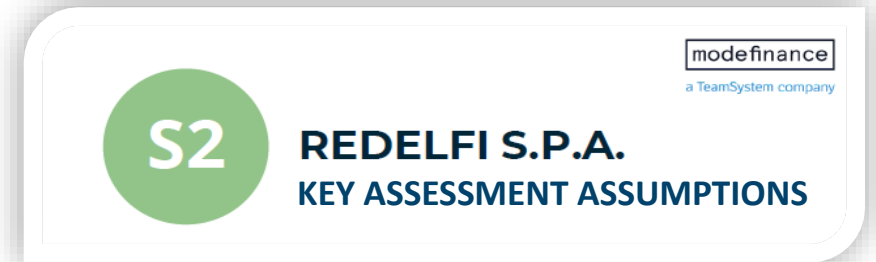 modefinance
a TeamSystem company
S2
REDELFI S.P.A.
KEY ASSESSMENT ASSUMPTIONS